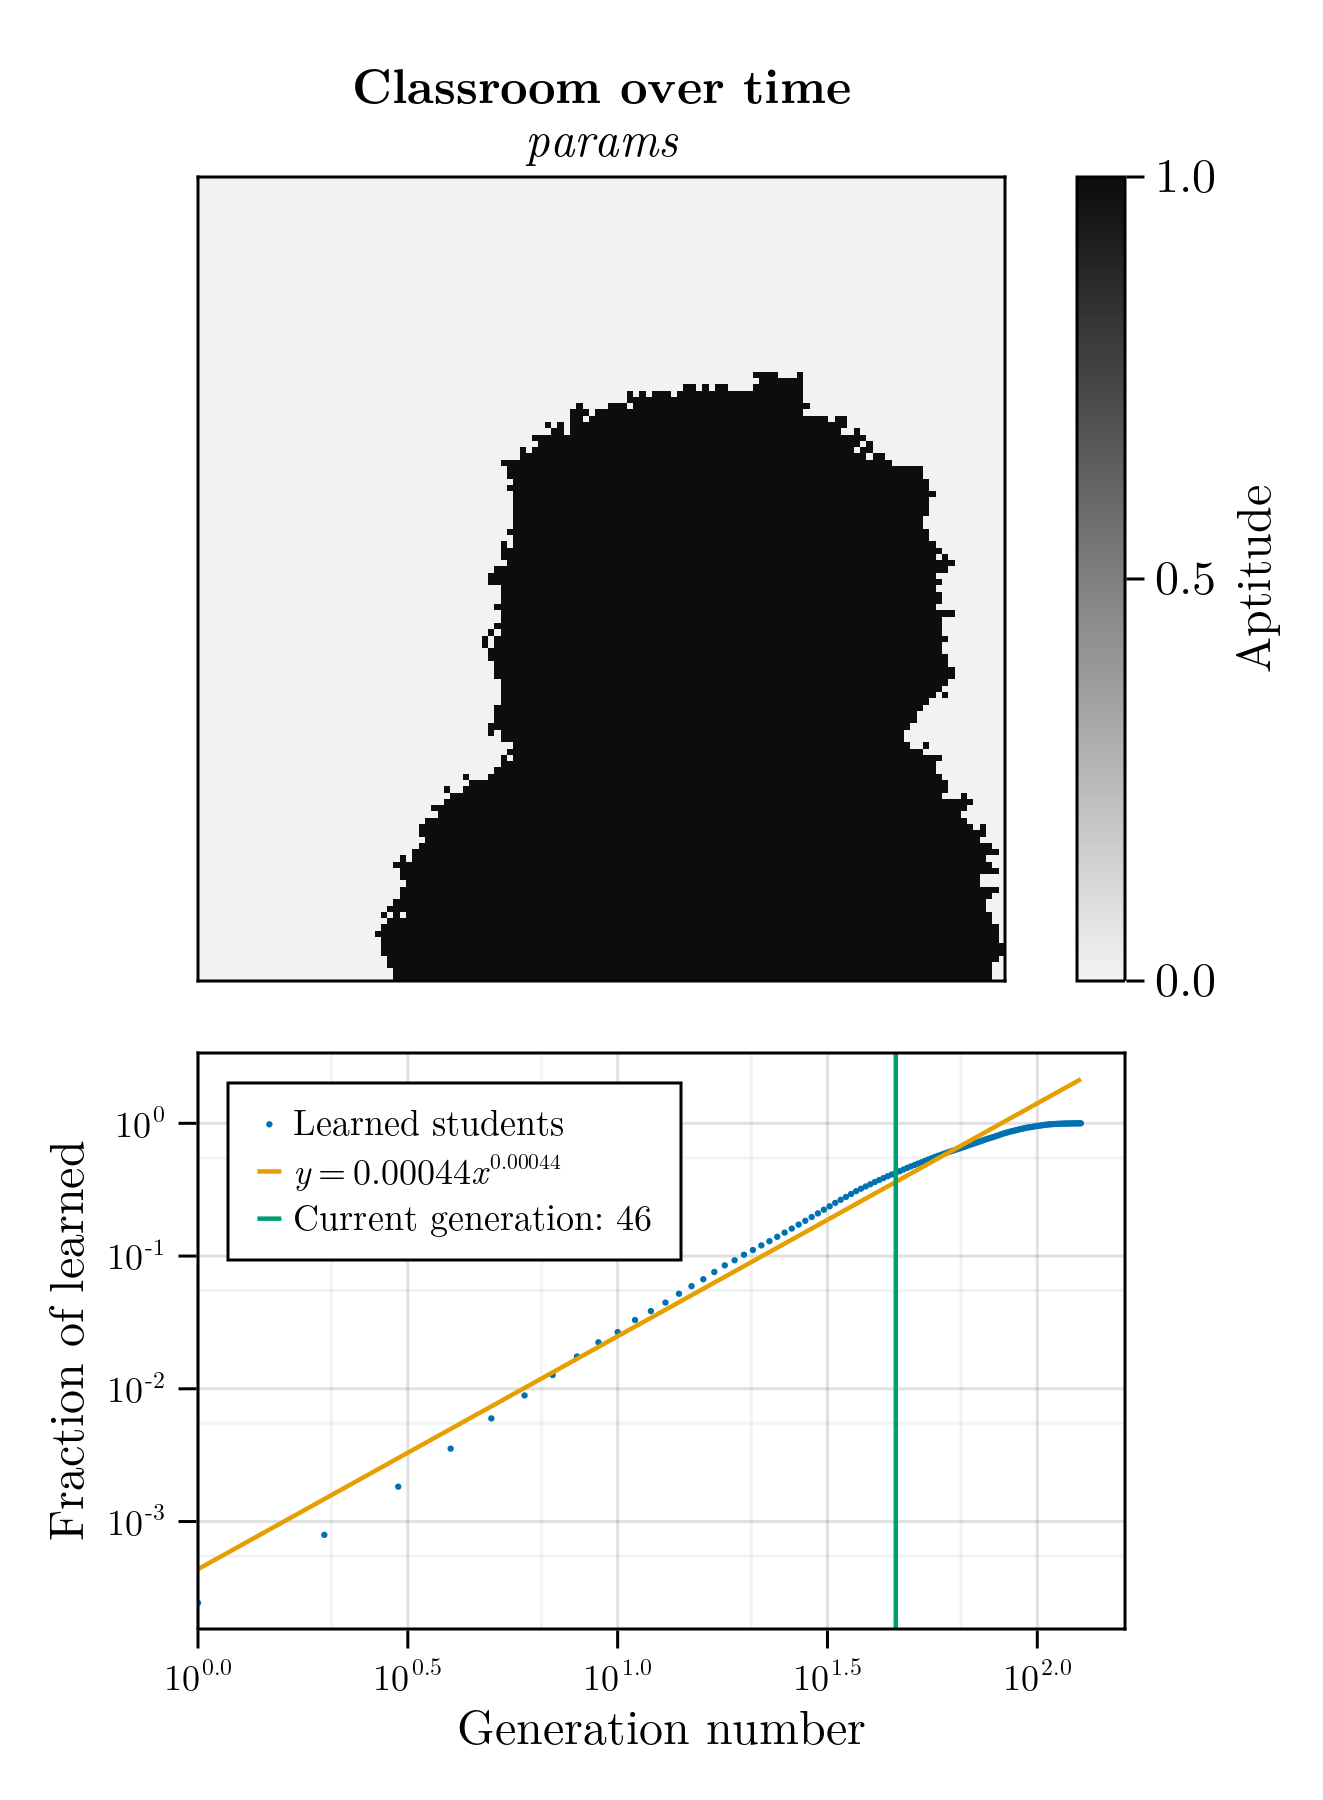 Classroom over time
params
1.0
0.5
0.0
Aptitude
10⁰
10⁻¹
10⁻²
10⁻³
Fraction of learned
Learned students
y = 0.00044x^0.00044
Current generation: 46
10^0.0 10^0.5 10^1.0 10^1.5 10^2.0
Generation number